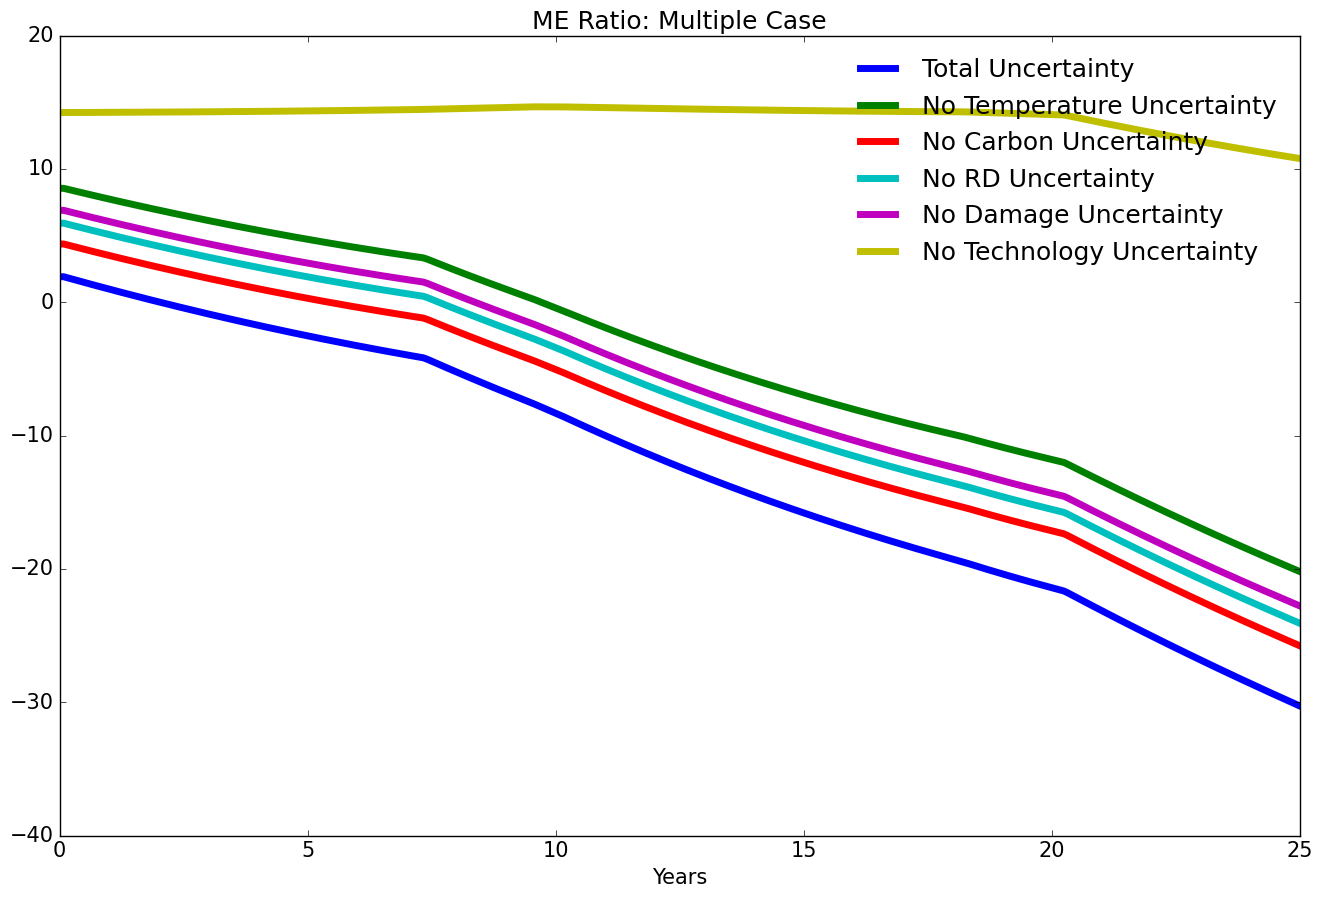 ME Ratio: Multiple Case
20
10
0
−10
−20
−30
−40
Total Uncertainty
No Temperature Uncertainty
No Carbon Uncertainty
No RD Uncertainty
No Damage Uncertainty
No Technology Uncertainty
0 5 10 15 20 25
Years